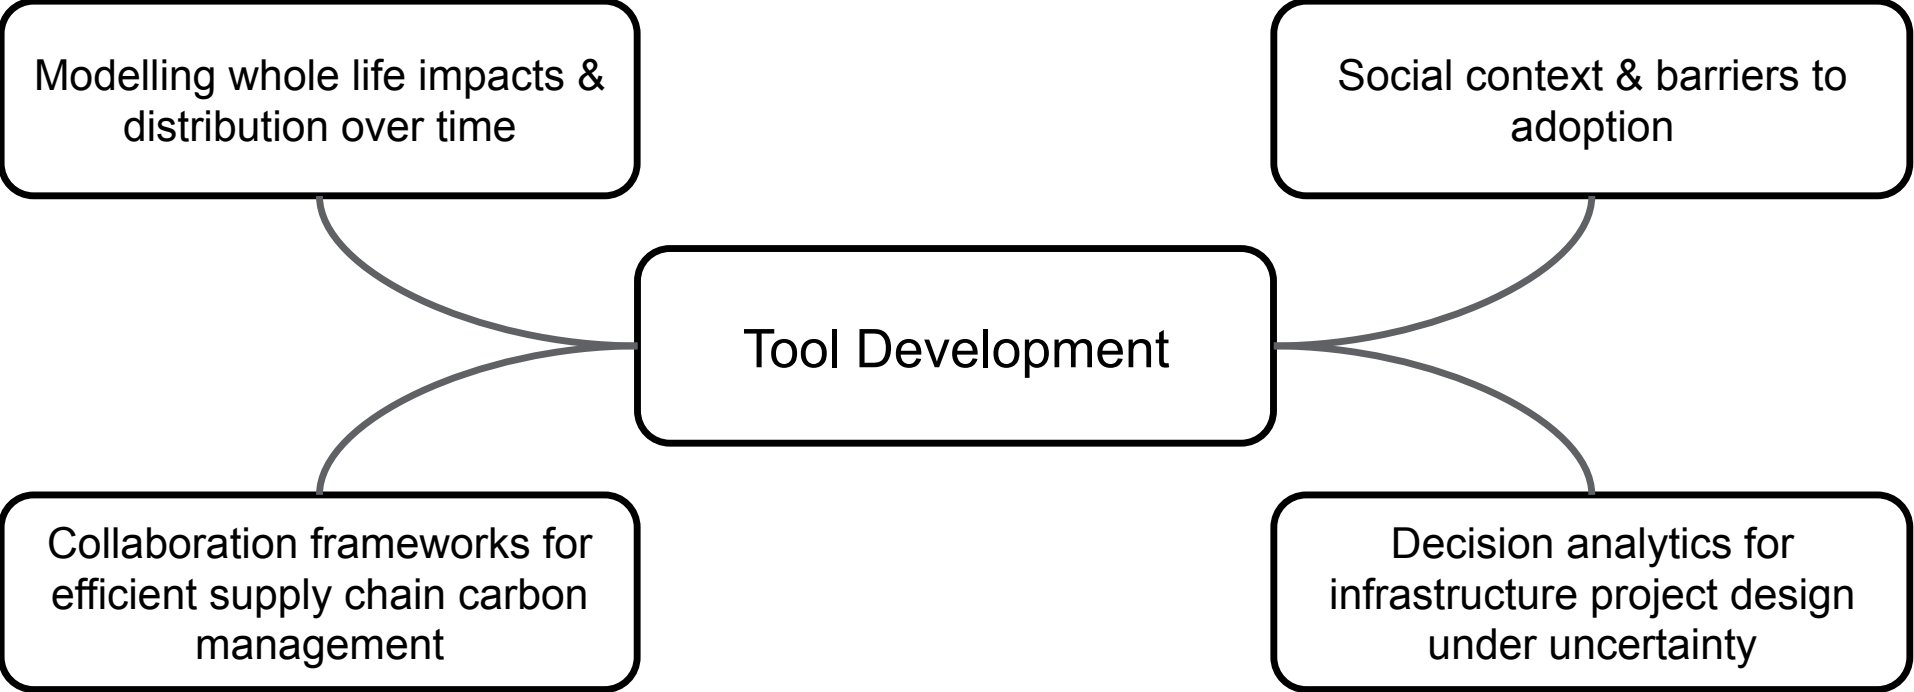 Modelling whole life impacts &
distribution over time
Social context & barriers to
adoption
Tool Development
Collaboration frameworks for
efficient supply chain carbon
management
Decision analytics for
infrastructure project design
under uncertainty